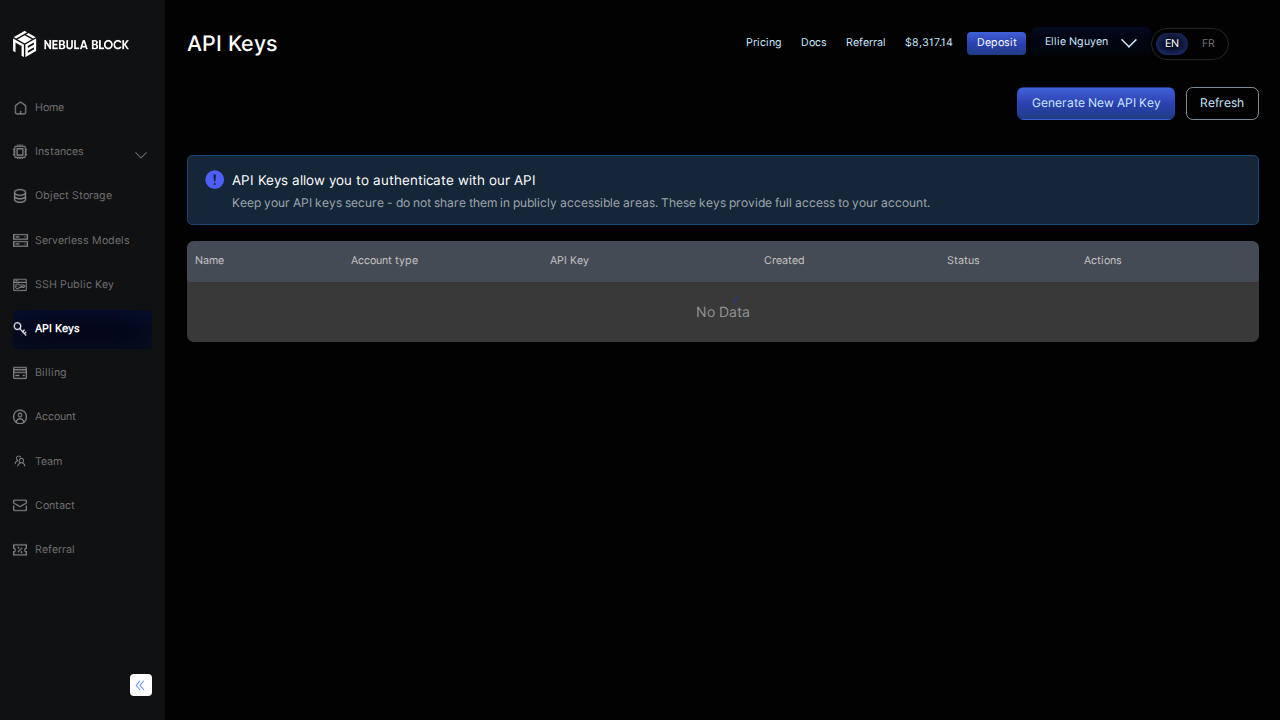 NEBULA BLOCK
API Keys
Pricing
Docs
Referral
$8,317.14
Deposit
Ellie Nguyen
EN
FR
Home
Instances
Object Storage
Serverless Models
SSH Public Key
API Keys
Billing
Account
Team
Contact
Referral
Generate New API Key
Refresh
API Keys allow you to authenticate with our API
Keep your API keys secure - do not share them in publicly accessible areas. These keys provide full access to your account.
Name
Account type
API Key
Created
Status
Actions
No Data